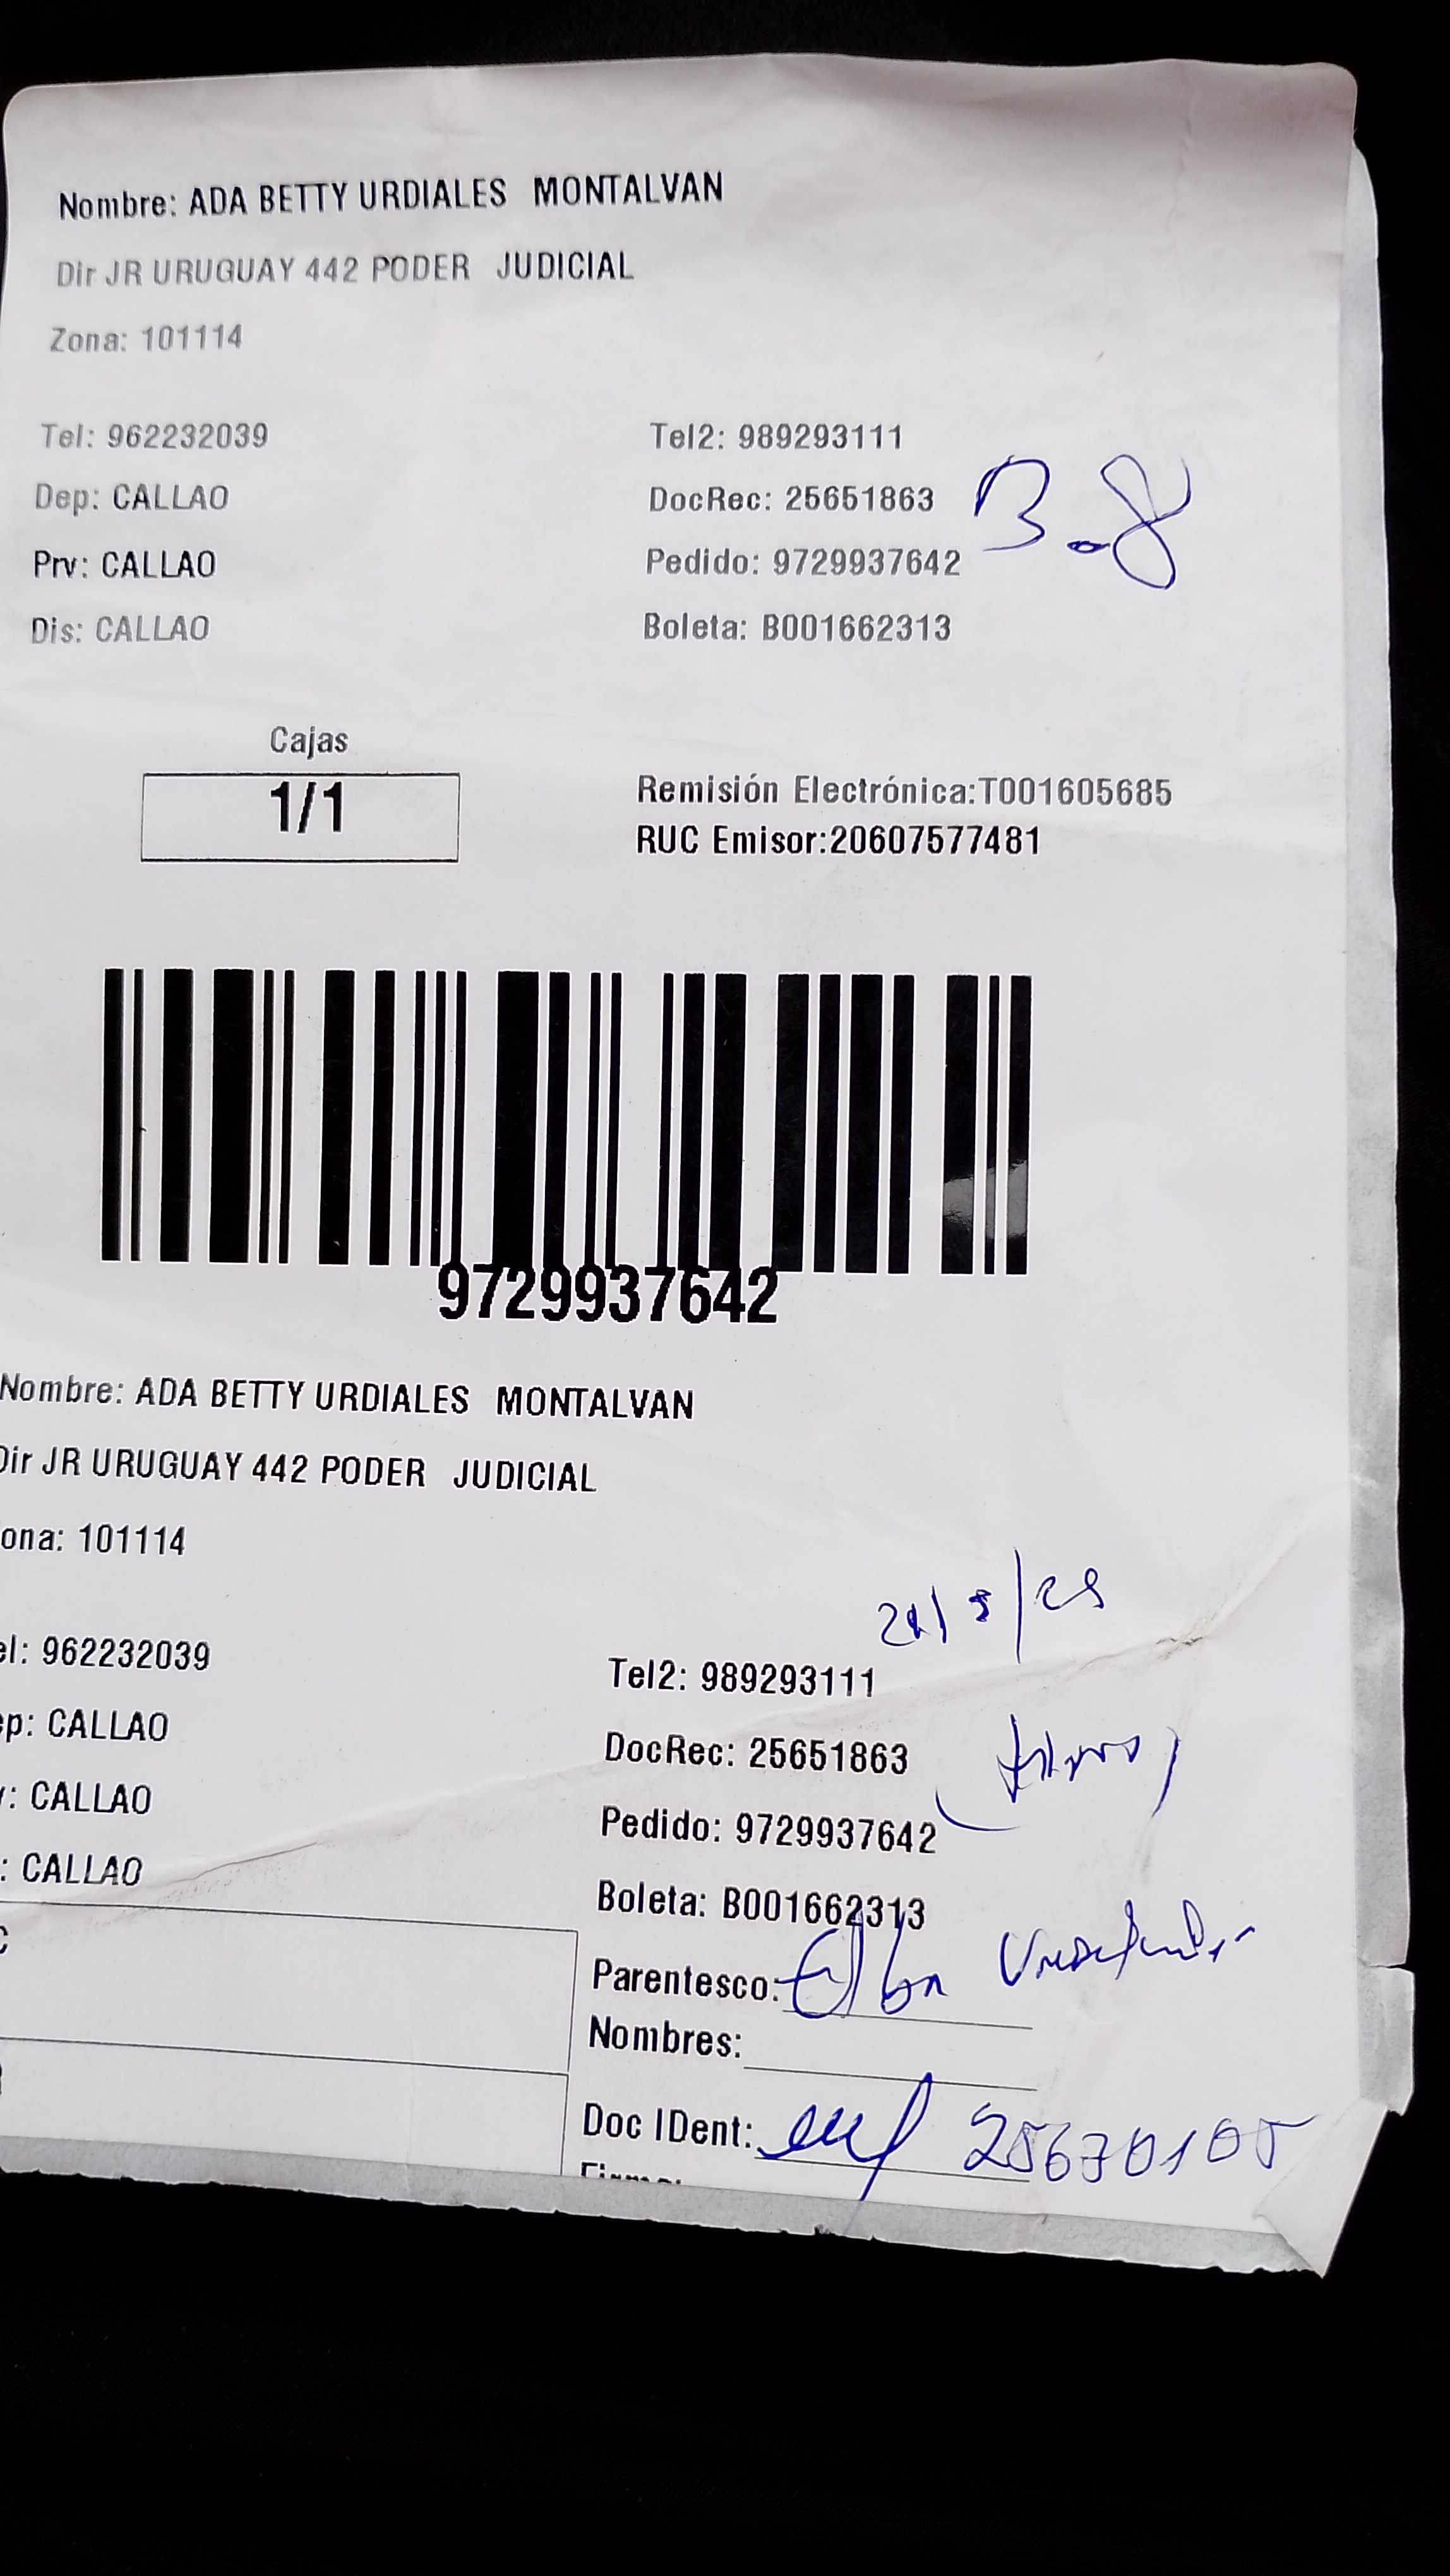 Nombre: ADA BETTY URDIALES MONTALVAN
Dir JR URUGUAY 442 PODER JUDICIAL
Zona: 101114
Tel: 962232039 Tel2: 989293111
Dep: CALLAO DocRec: 25651863 B-8
Prv: CALLAO Pedido: 9729937642
Dis: CALLAO Boleta: B001662313
Cajas
1/1 Remisión Electrónica:T001605685
RUC Emisor:20607577481
9729937642
Nombre: ADA BETTY URDIALES MONTALVAN
Dir JR URUGUAY 442 PODER JUDICIAL
ona: 101114
el: 962232039 Tel2: 989293111
ep: CALLAO DocRec: 25651863
: CALLAO Pedido: 9729937642
: CALLAO Boleta: B001662313
Parentesco: Elba
Nombres:
Doc IDent: 25670105